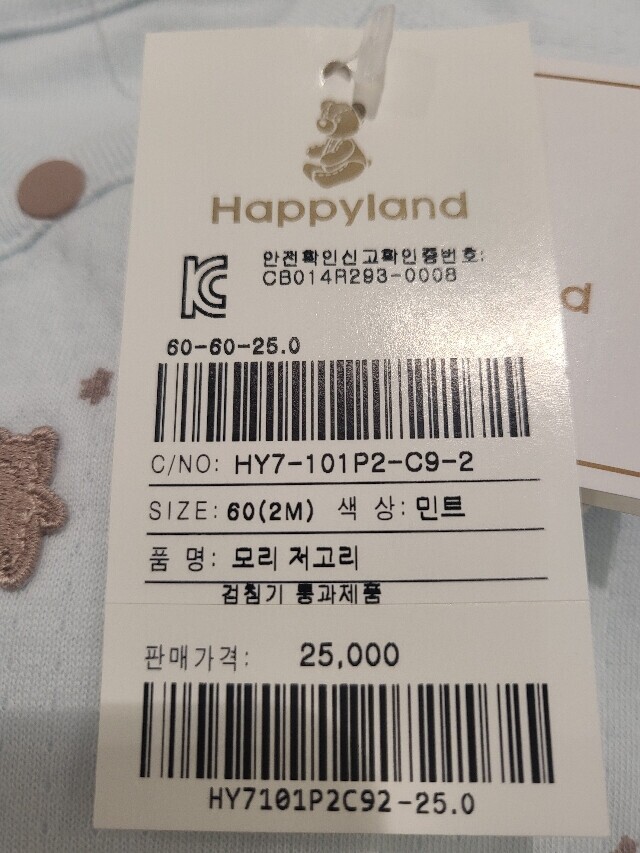 Happyland
안전확인신고확인증번호:
CB014R293-0008
60-60-25.0
C/NO: HY7-101P2-C9-2
SIZE: 60(2M) 색 상: 민트
품 명: 모리 저고리
검침기 통과제품
판매가격: 25,000
HY7101P2C92-25.0
d